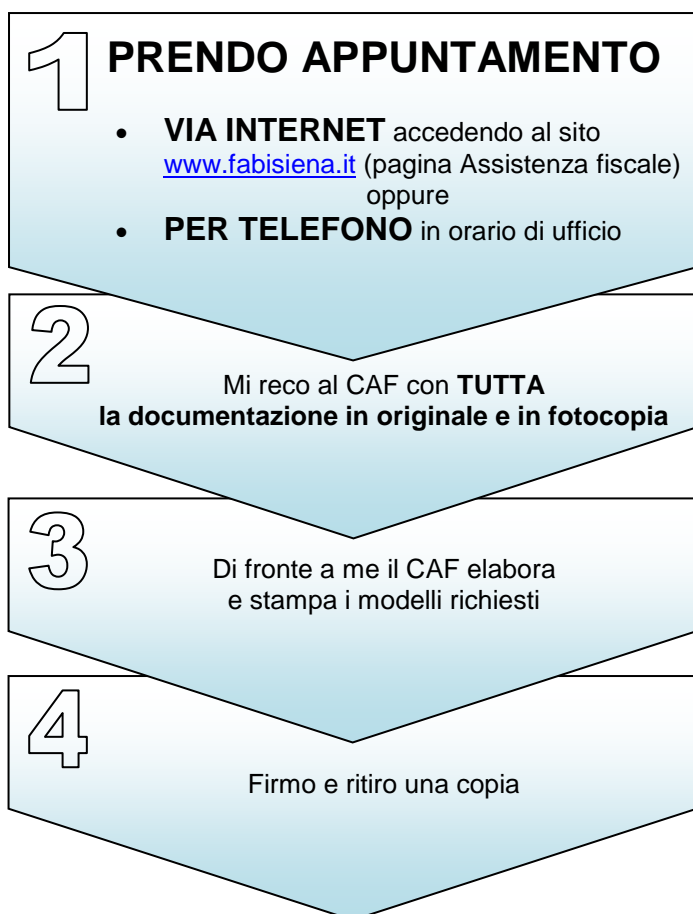 1
PRENDO APPUNTAMENTO
• VIA INTERNET accedendo al sito
www.fabisiena.it (pagina Assistenza fiscale)
oppure
• PER TELEFONO in orario di ufficio
2
Mi reco al CAF con TUTTA
la documentazione in originale e in fotocopia
3
Di fronte a me il CAF elabora
e stampa i modelli richiesti
4
Firmo e ritiro una copia